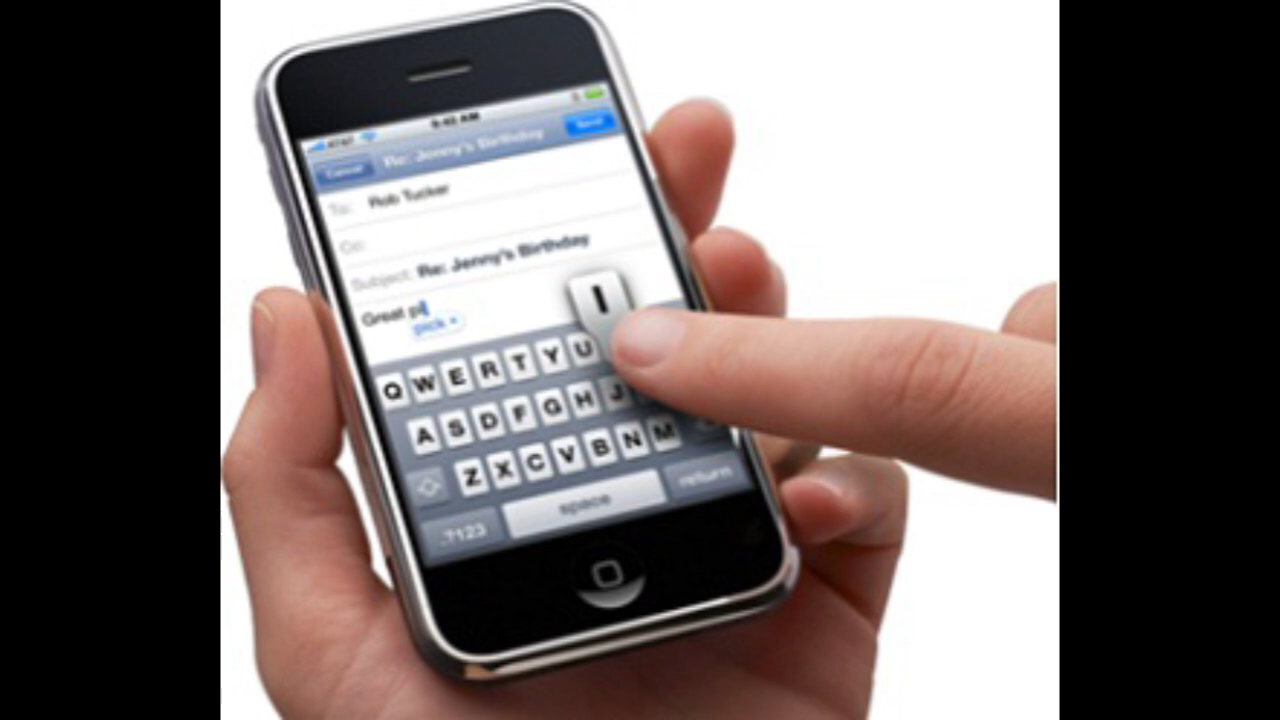 AT&T 9:42 AM
Cancel Re: Jenny's Birthday Send
To: Rob Tucker
Cc:
Subject: Re: Jenny's Birthday
Great pi
pick
I
Q W E R T Y U
A S D F G H J
Z X C V B N M
.?123 space return